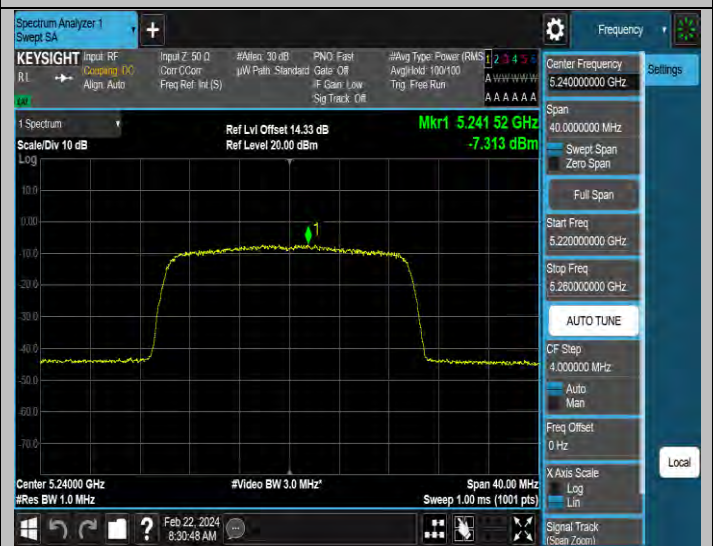 Spectrum Analyzer 1
Swept SA
+
Frequency
KEYSIGHT
RL
Input: RF
Coupling: DC
Align: Auto
Input Z: 50 Ω
Corr CCorr
Freq Ref: Int (S)
#Atten: 30 dB
µW Path: Standard
PNO: Fast
Gate: Off
IF Gain: Low
Sig Track: Off
#Avg Type: Power (RMS
Avg|Hold: 100/100
Trig: Free Run
1 2 3 4 5 6
A W W W W W
A A A A A A
1 Spectrum
Scale/Div 10 dB
Log
Ref Lvl Offset 14.33 dB
Ref Level 20.00 dBm
Mkr1 5.241 52 GHz
-7.313 dBm
10.0
0.00
-10.0
-20.0
-30.0
-40.0
-50.0
-60.0
-70.0
1
Center 5.24000 GHz
#Res BW 1.0 MHz
#Video BW 3.0 MHz*
Span 40.00 MHz
Sweep 1.00 ms (1001 pts)
?
Feb 22, 2024
8:30:48 AM
Center Frequency
5.240000000 GHz
Span
40.0000000 MHz
Swept Span
Zero Span
Full Span
Start Freq
5.220000000 GHz
Stop Freq
5.260000000 GHz
AUTO TUNE
CF Step
4.000000 MHz
Auto
Man
Freq Offset
0 Hz
X Axis Scale
Log
Lin
Signal Track
(Span Zoom)
Settings
Local